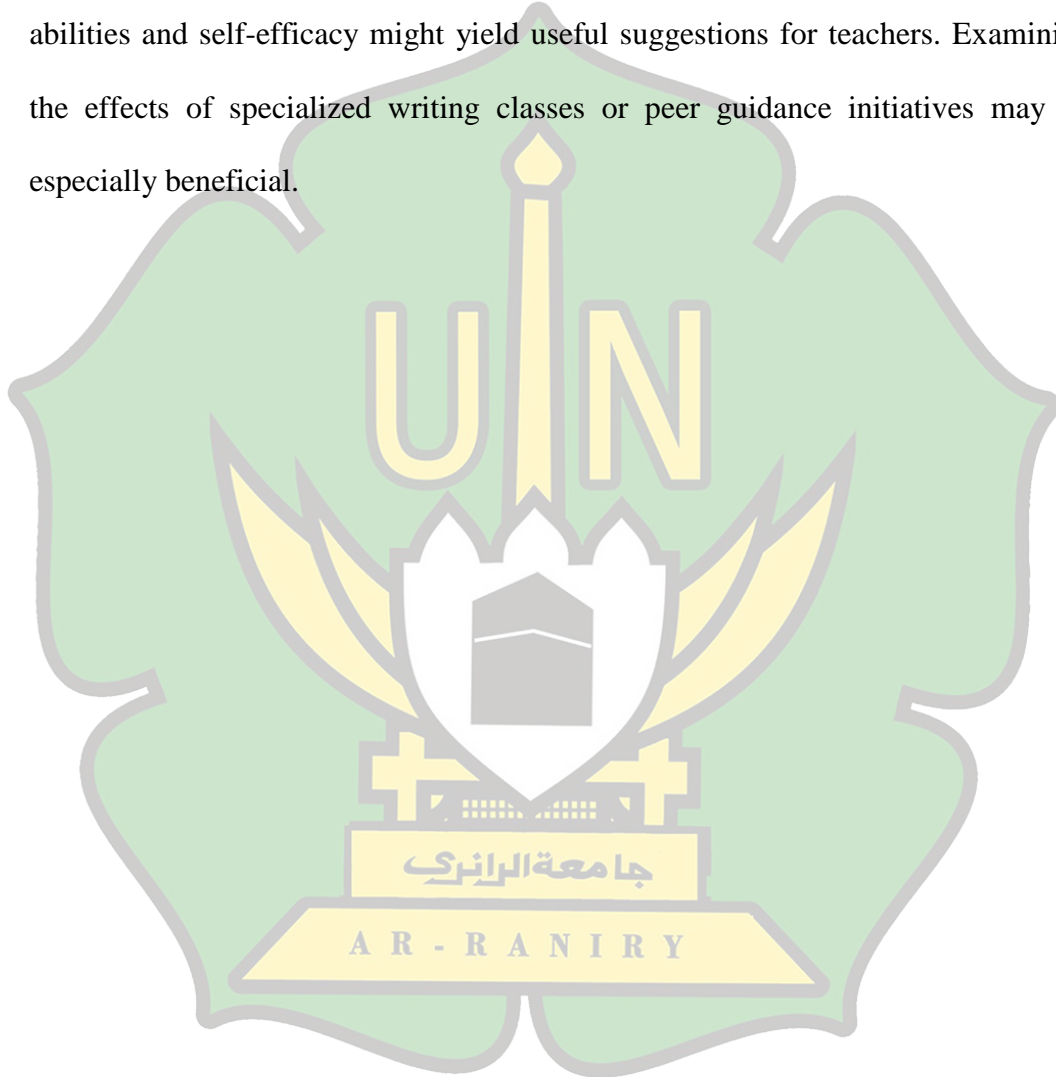 abilities and self-efficacy might yield useful suggestions for teachers. Examini
the effects of specialized writing classes or peer guidance initiatives may
especially beneficial.
UIN
جامعةالرانري
AR-RANIRY